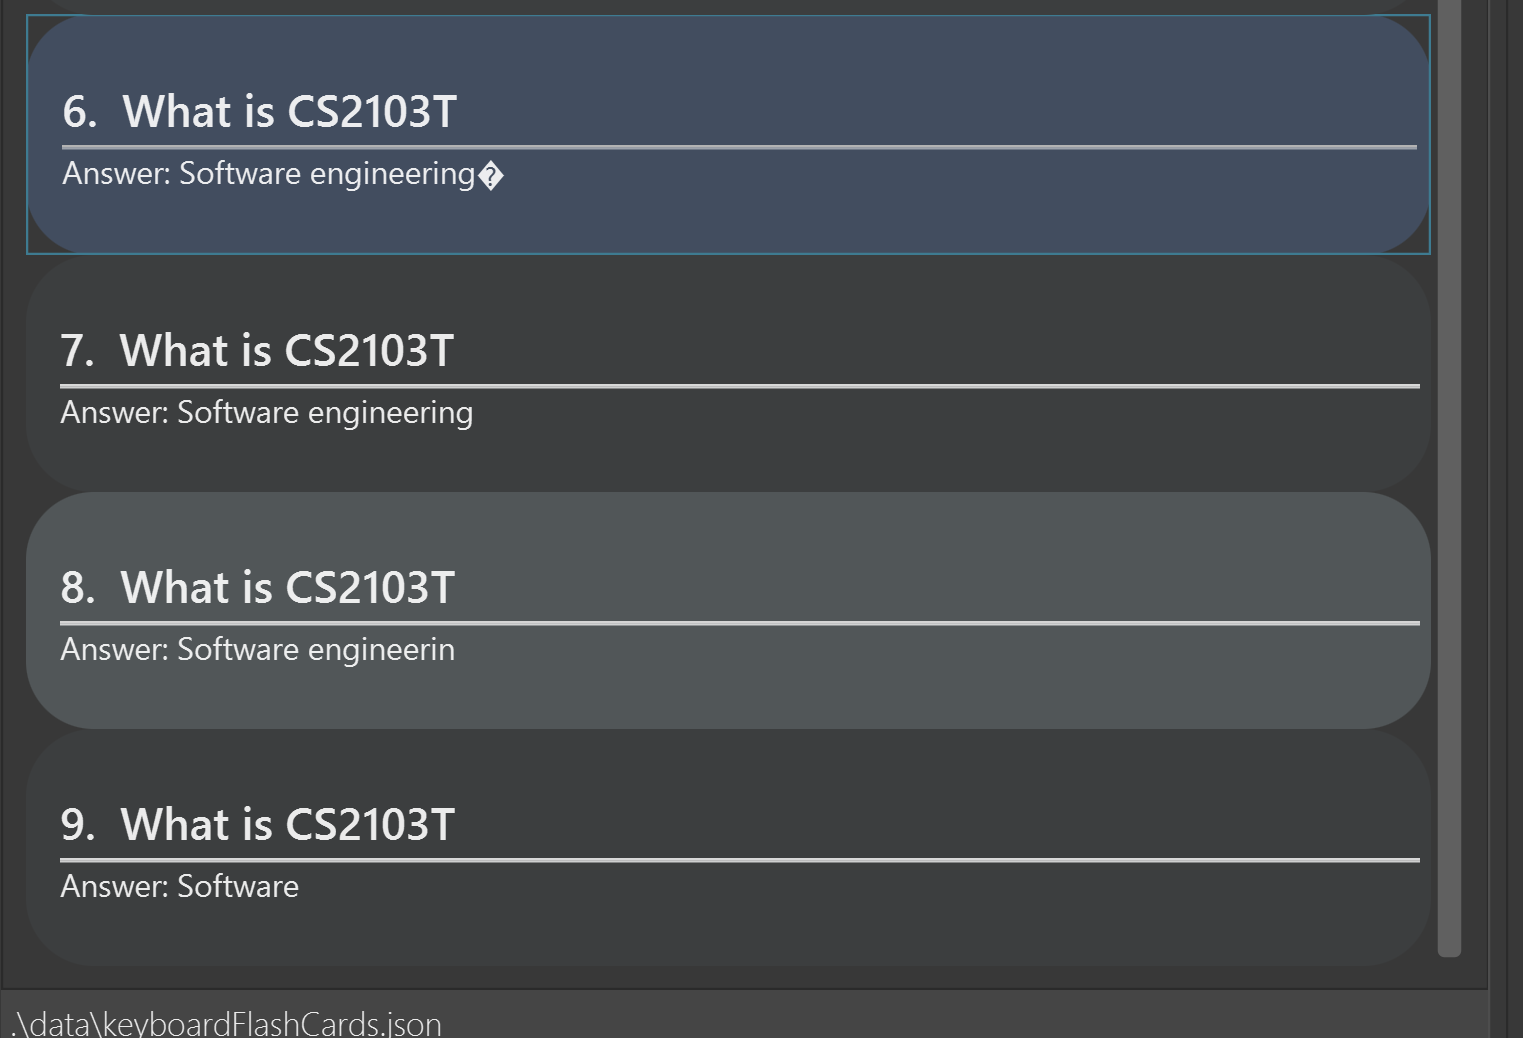 6. What is CS2103T
Answer: Software engineering�
7. What is CS2103T
Answer: Software engineering
8. What is CS2103T
Answer: Software engineerin
9. What is CS2103T
Answer: Software
.\data\keyboardFlashCards.json